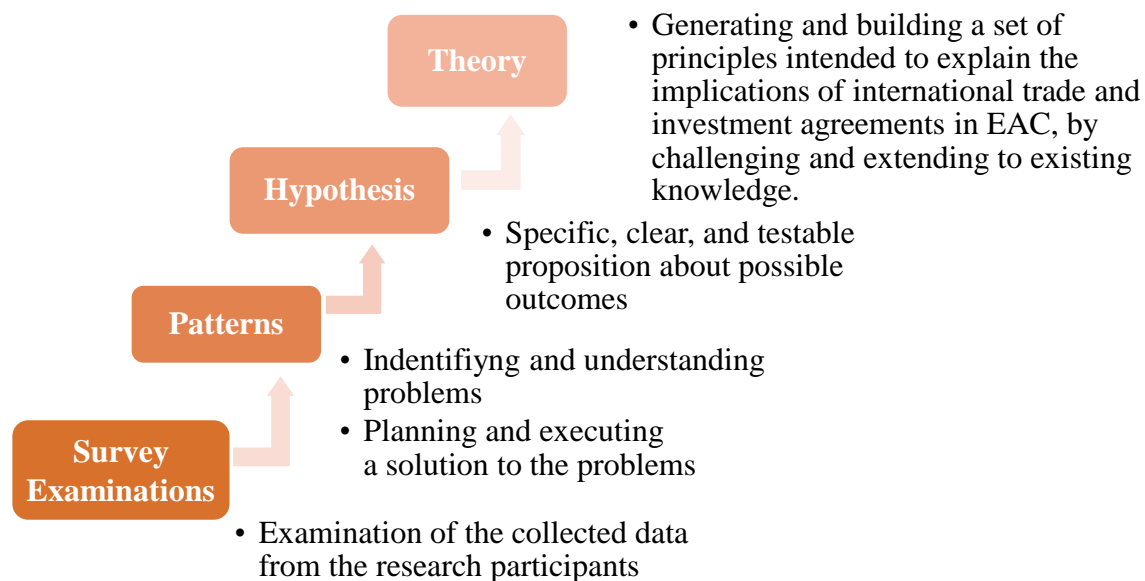 Theory
• Generating and building a set of
principles intended to explain the
implications of international trade and
investment agreements in EAC, by
challenging and extending to existing
knowledge.
Hypothesis
• Specific, clear, and testable
proposition about possible
outcomes
Patterns
• Indentifiyng and understanding
problems
• Planning and executing
a solution to the problems
Survey
Examinations
• Examination of the collected data
from the research participants